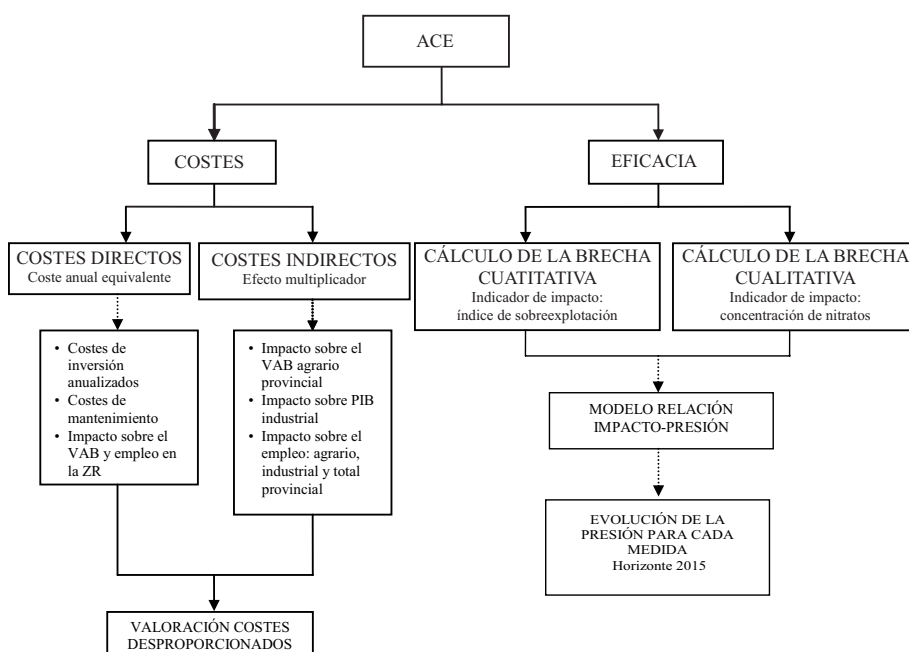 ACE
COSTES
EFICACIA
COSTES DIRECTOS
Coste anual equivalente
COSTES INDIRECTOS
Efecto multiplicador
CÁLCULO DE LA BRECHA
CUATITATIVA
Indicador de impacto:
índice de sobreexplotación
CÁLCULO DE LA BRECHA
CUALITATIVA
Indicador de impacto:
concentración de nitratos
• Costes de
inversión
anualizados
• Costes de
mantenimiento
• Impacto sobre el
VAB y empleo en
la ZR
• Impacto sobre el
VAB agrario
provincial
• Impacto sobre PIB
industrial
• Impacto sobre el
empleo: agrario,
industrial y total
provincial
MODELO RELACIÓN
IMPACTO-PRESIÓN
EVOLUCIÓN DE LA
PRESIÓN PARA CADA
MEDIDA
Horizonte 2015
VALORACIÓN COSTES
DESPROPORCIONADOS